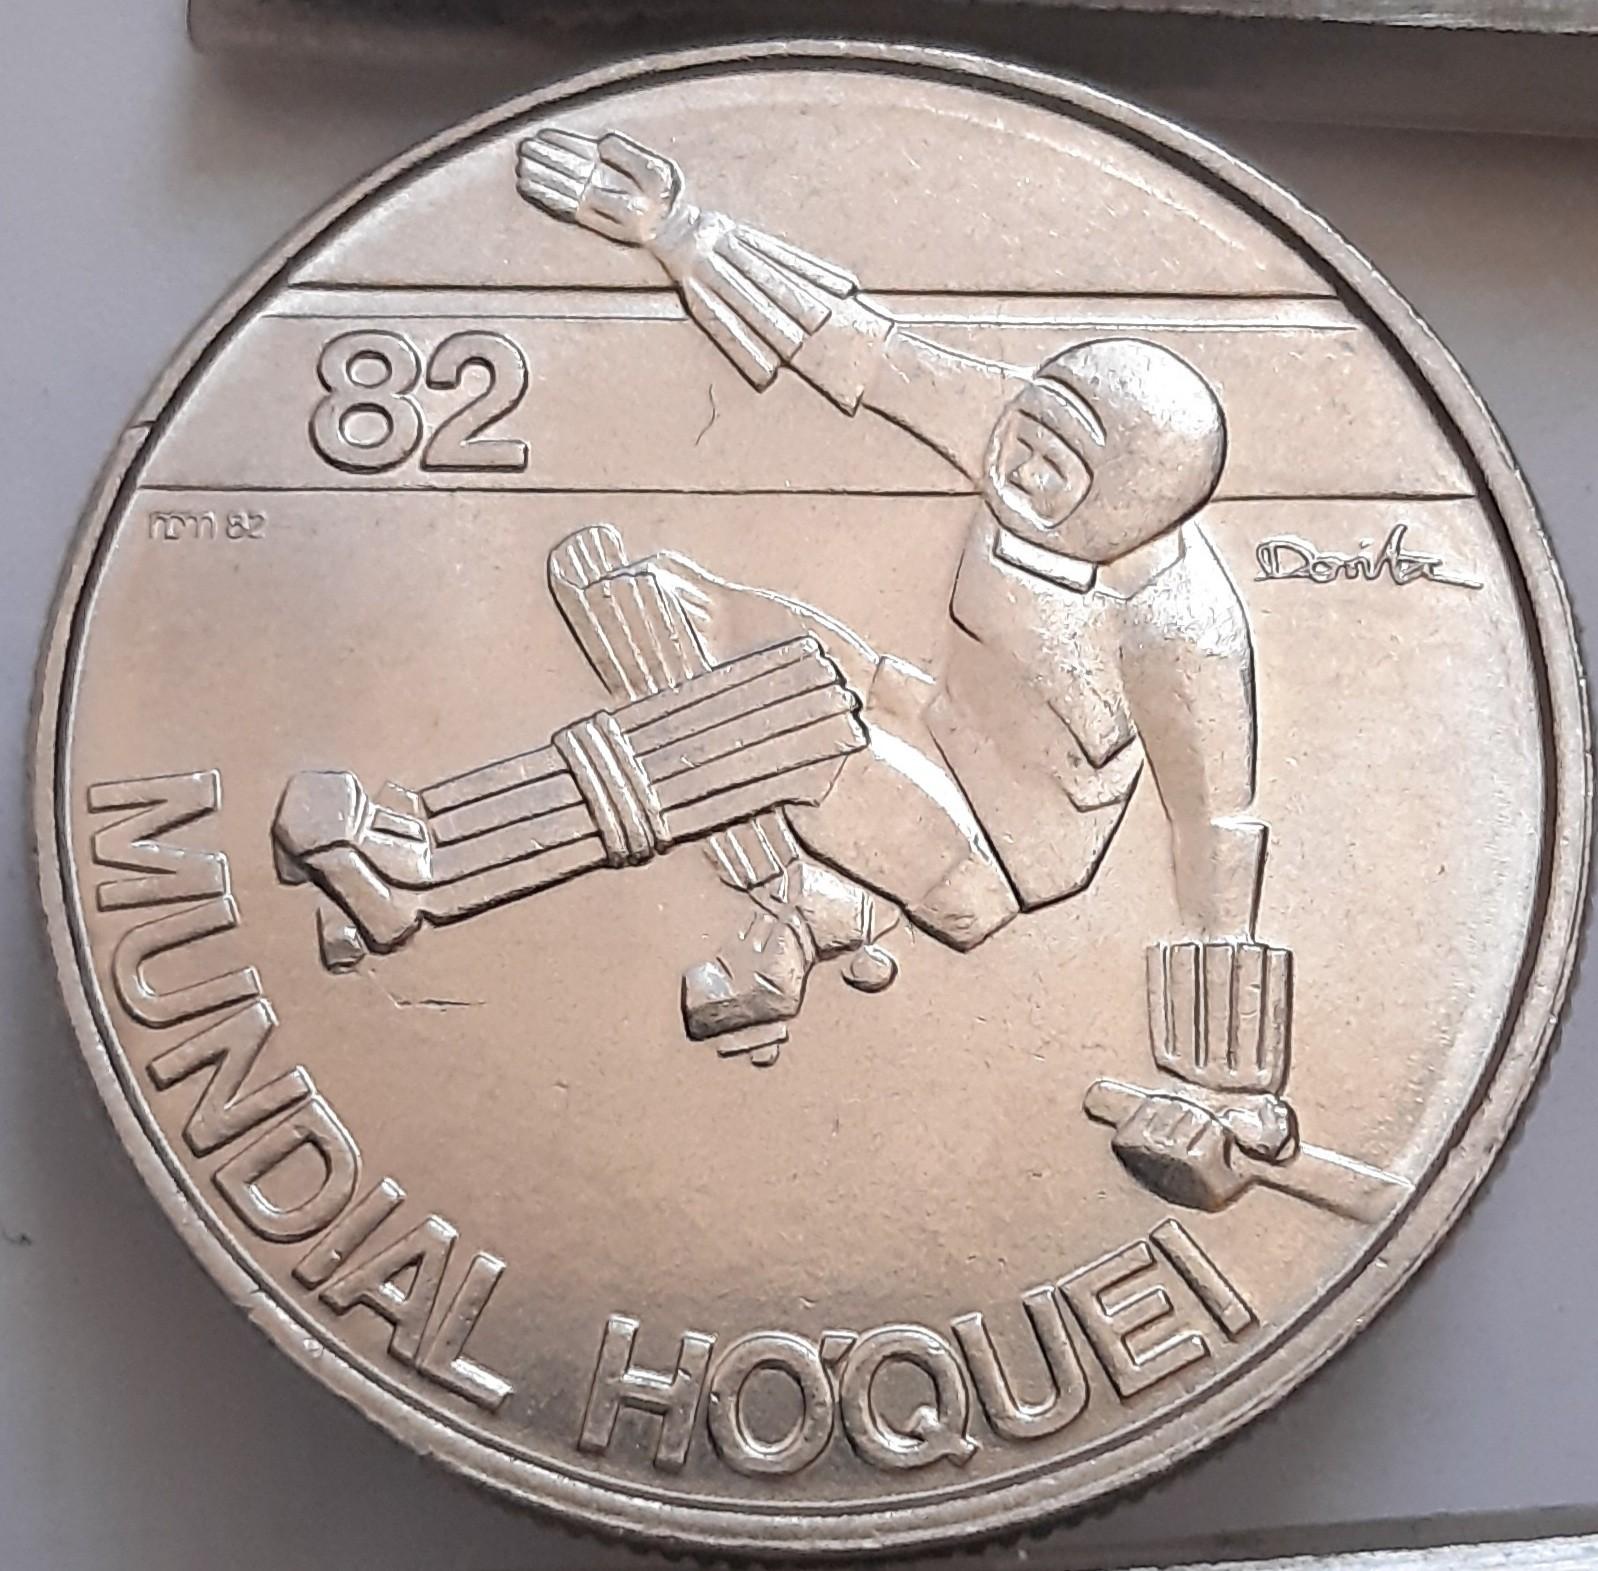 82
incm 82
Dorita
MUNDIAL HÓQUEI